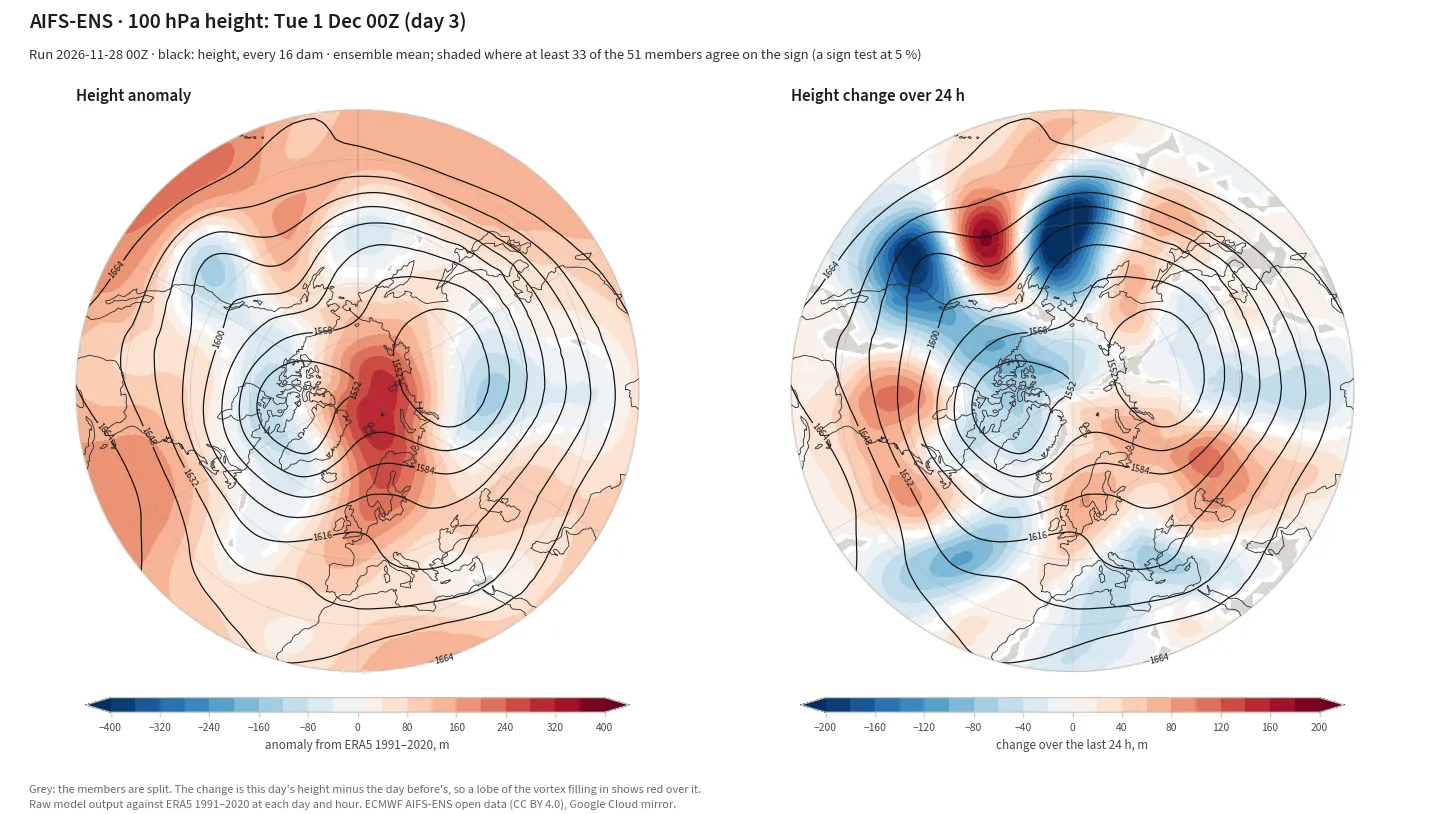 AIFS-ENS · 100 hPa height: Tue 1 Dec 00Z (day 3)
Run 2026-11-28 00Z · black: height, every 16 dam · ensemble mean; shaded where at least 33 of the 51 members agree on the sign (a sign test at 5 %)
Height anomaly
Height change over 24 h
1664
1600
1568
1552
1552
1584
1664
1648
1632
1616
1664
1664
1600
1568
1552
1552
1584
1664
1648
1632
1616
1664
−400 −320 −240 −160 −80 0 80 160 240 320 400
anomaly from ERA5 1991–2020, m
−200 −160 −120 −80 −40 0 40 80 120 160 200
change over the last 24 h, m
Grey: the members are split. The change is this day's height minus the day before's, so a lobe of the vortex filling in shows red over it.
Raw model output against ERA5 1991–2020 at each day and hour. ECMWF AIFS-ENS open data (CC BY 4.0), Google Cloud mirror.